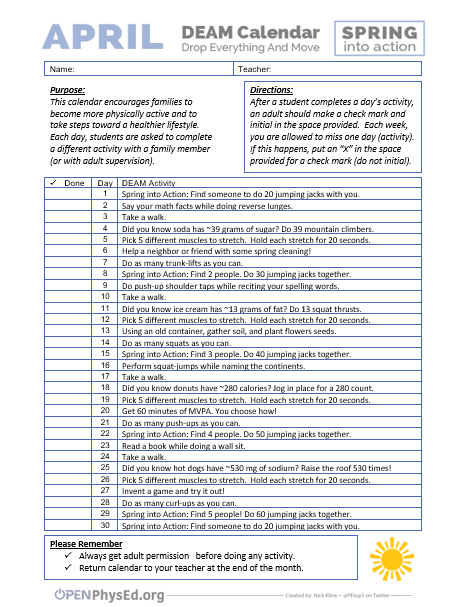 APRIL
DEAM Calendar
Drop Everything And Move
SPRING
into action
Name:
Teacher:
Purpose:
This calendar encourages families to
become more physically active and to
take steps toward a healthier lifestyle.
Each day, students are asked to complete
a different activity with a family member
(or with adult supervision).
Directions:
After a student completes a day's activity,
an adult should make a check mark and
initial in the space provided. Each week,
you are allowed to miss one day (activity).
If this happens, put an "X" in the space
provided for a check mark (do not initial).
✓ Done Day DEAM Activity
1 Spring into Action: Find someone to do 20 jumping jacks with you.
2 Say your math facts while doing reverse lunges.
3 Take a walk.
4 Did you know soda has ~39 grams of sugar? Do 39 mountain climbers.
5 Pick 5 different muscles to stretch. Hold each stretch for 20 seconds.
6 Help a neighbor or friend with some spring cleaning!
7 Do as many trunk-lifts as you can.
8 Spring into Action: Find 2 people. Do 30 jumping jacks together.
9 Do push-up shoulder taps while reciting your spelling words.
10 Take a walk.
11 Did you know ice cream has ~13 grams of fat? Do 13 squat thrusts.
12 Pick 5 different muscles to stretch. Hold each stretch for 20 seconds.
13 Using an old container, gather soil, and plant flowers seeds.
14 Do as many squats as you can.
15 Spring into Action: Find 3 people. Do 40 jumping jacks together.
16 Perform squat-jumps while naming the continents.
17 Take a walk.
18 Did you know donuts have ~280 calories? Jog in place for a 280 count.
19 Pick 5 different muscles to stretch. Hold each stretch for 20 seconds.
20 Get 60 minutes of MVPA. You choose how!
21 Do as many push-ups as you can.
22 Spring into Action: Find 4 people. Do 50 jumping jacks together.
23 Read a book while doing a wall sit.
24 Take a walk.
25 Did you know hot dogs have ~530 mg of sodium? Raise the roof 530 times!
26 Pick 5 different muscles to stretch. Hold each stretch for 20 seconds.
27 Invent a game and try it out!
28 Do as many curl-ups as you can.
29 Spring into Action: Find 5 people! Do 60 jumping jacks together.
30 Spring into Action: Find someone to do 20 jumping jacks with you.
Please Remember
✓ Always get adult permission before doing any activity.
✓ Return calendar to your teacher at the end of the month.
OPENPhysEd.org
Created by: Nick Kline – @PEtop5 on Twitter